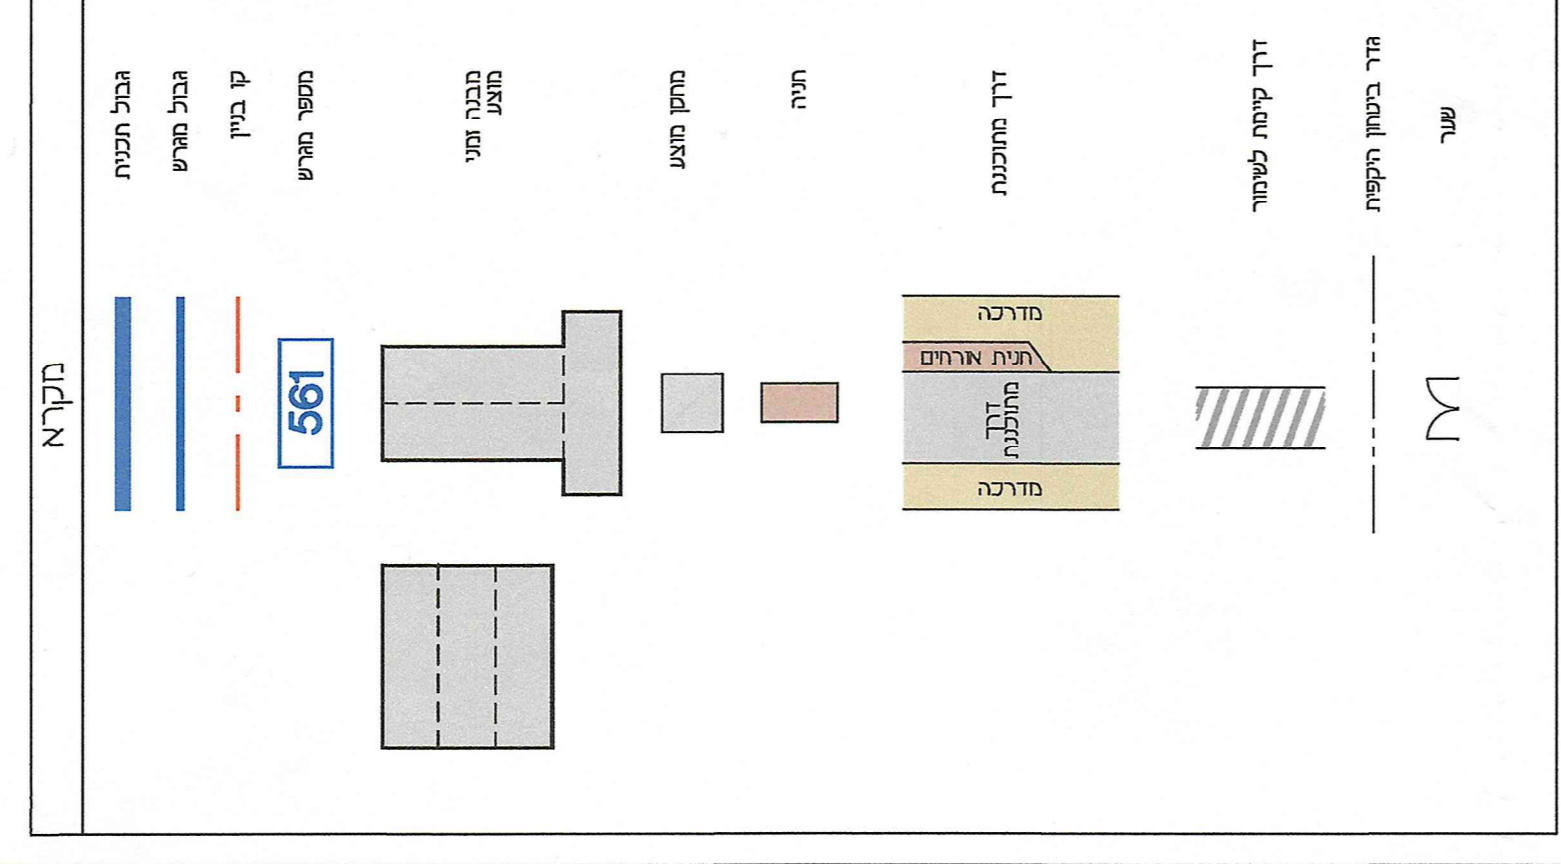 מקרא
גבול תכנית
גבול מגרש
קו בניין
מספר מגרש
561
מבנה זמני
מוצע
מחסן מוצע
חניה
דרך מתוכננת
מדרכה
חנית אורחים
דרך
מתוכננת
מדרכה
דרך קיימת לשימור
גדר ביטחון היקפית
שער